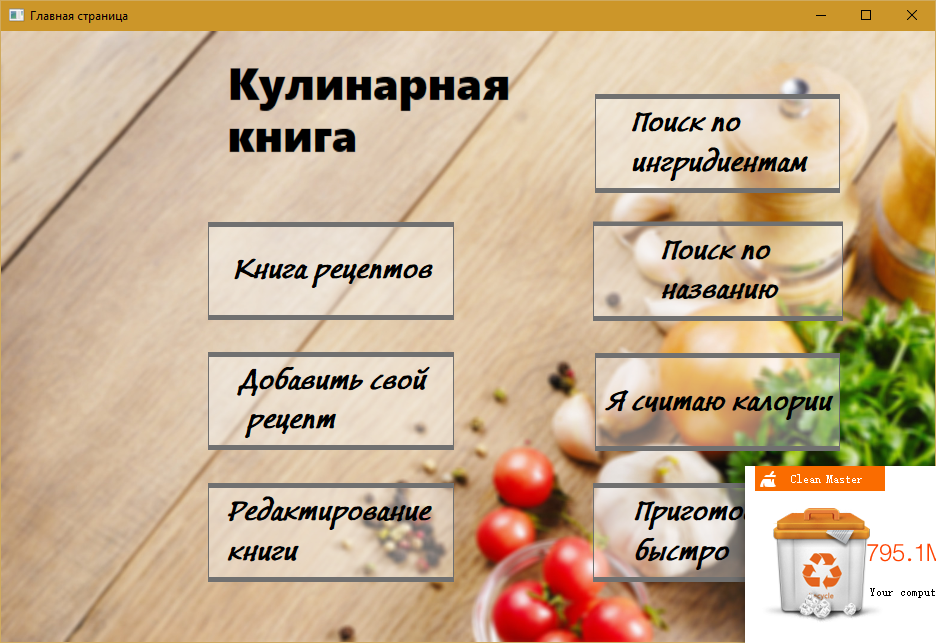 Главная страница
Кулинарная
книга
Книга рецептов
Добавить свой
рецепт
Редактирование
книги
Поиск по
ингридиентам
Поиск по
названию
Я считаю калории
быстро
Clean Master
795.1M
Your